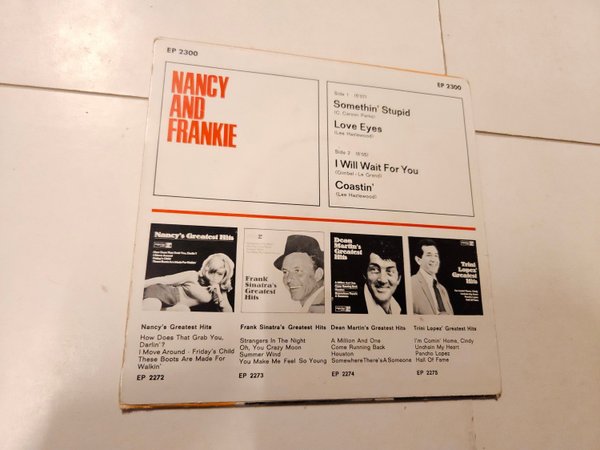 EP 2300
EP 2300
NANCY
AND
FRANKIE
Side 1
Somethin' Stupid
(C. Carson Parks)
Love Eyes
(Lee Hazlewood)
Side 2
I Will Wait For You
(Gimbel - Le Grand)
Coastin'
(Lee Hazlewood)
Nancy's Greatest Hits
Frank
Sinatra's
Greatest
Hits
Dean
Martin's
Greatest
Hits
Trini
Lopez'
Greatest
Hits
Nancy's Greatest Hits
How Does That Grab You,
Darlin'?
I Move Around - Friday's Child
These Boots Are Made For
Walkin'
EP 2272
Frank Sinatra's Greatest Hits
Strangers In The Night
Oh, You Crazy Moon
Summer Wind
You Make Me Feel So Young
EP 2273
Dean Martin's Greatest Hits
A Million And One
Come Running Back
Houston
SomewhereThere'sASomeone
EP 2274
Trini Lopez' Greatest Hits
I'm Comin' Home, Cindy
Unchain My Heart
Pancho Lopez
Hall Of Fame
EP 2275